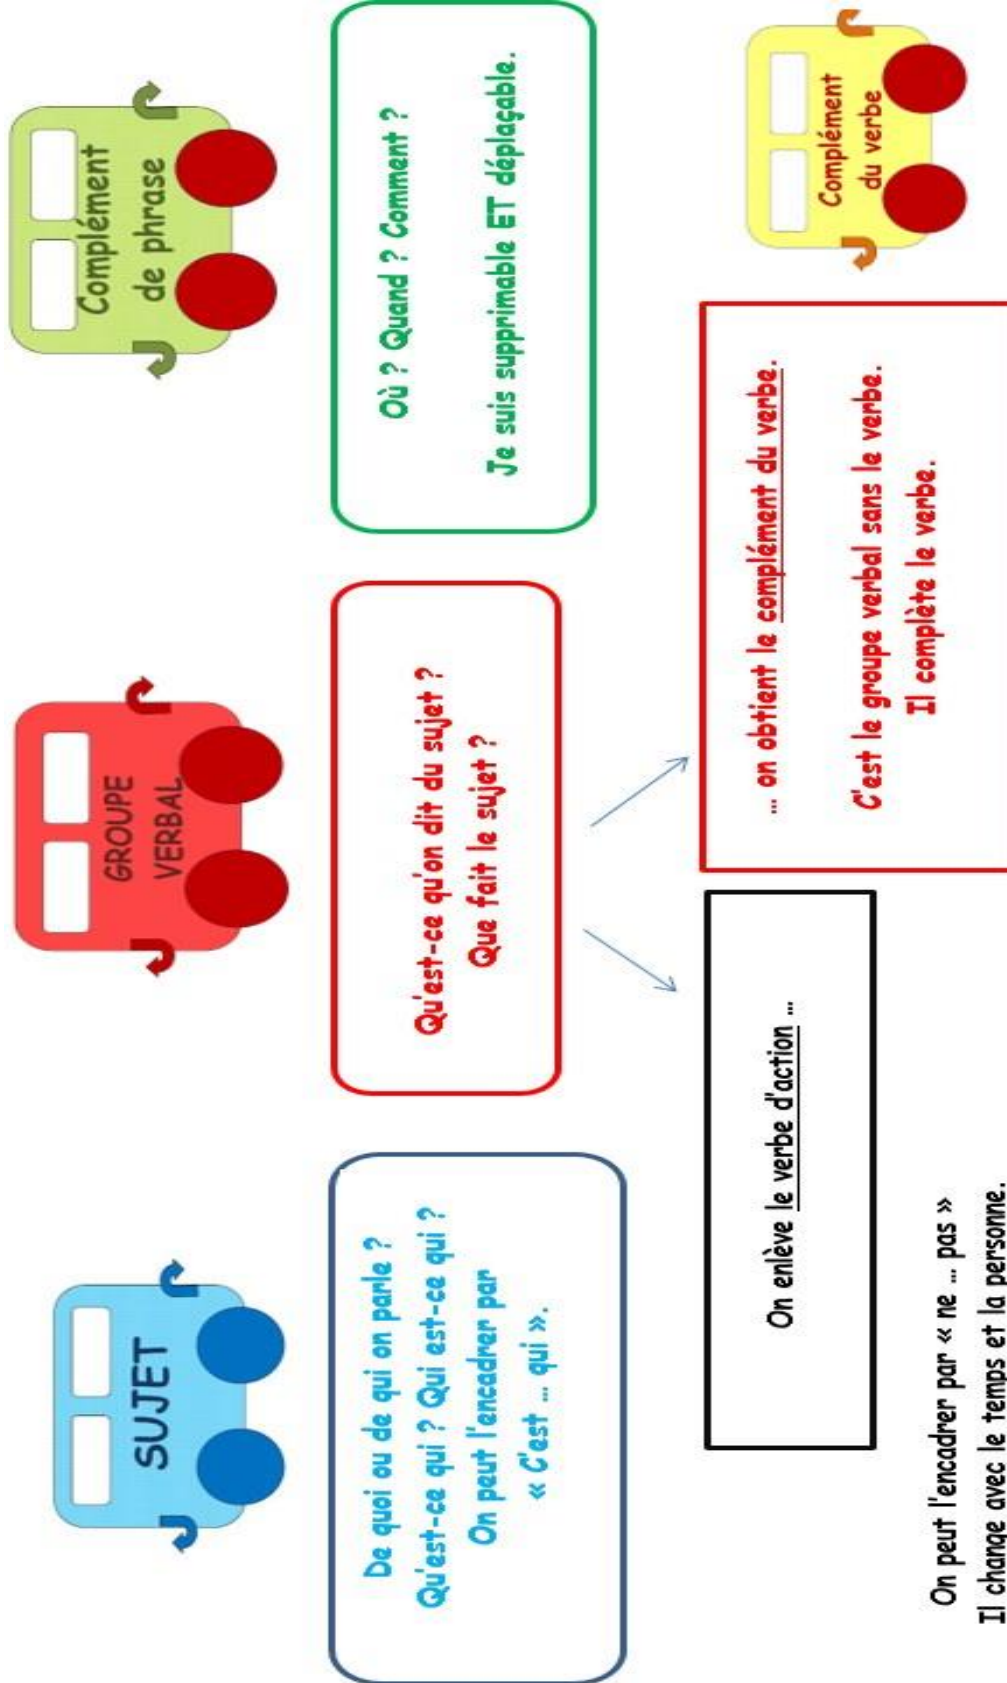 SUJET
De quoi ou de qui on parle ?
Qu'est-ce qui ? Qui est-ce qui ?
On peut l'encadrer par
« C'est ... qui ».
GROUPE
VERBAL
Qu'est-ce qu'on dit du sujet ?
Que fait le sujet ?
Complément
de phrase
Où ? Quand ? Comment ?
Je suis supprimable ET déplaçable.
On enlève le verbe d'action ...
On peut l'encadrer par « ne ... pas »
Il change avec le temps et la personne.
... on obtient le complément du verbe.
C'est le groupe verbal sans le verbe.
Il complète le verbe.
Complément
du verbe